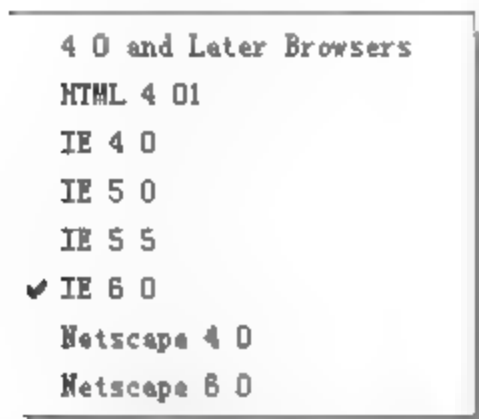 4 0 and Later Browsers
HTML 4 01
IE 4 0
IE 5 0
IE 5 5
IE 6 0
Netscape 4 0
Netscape 6 0